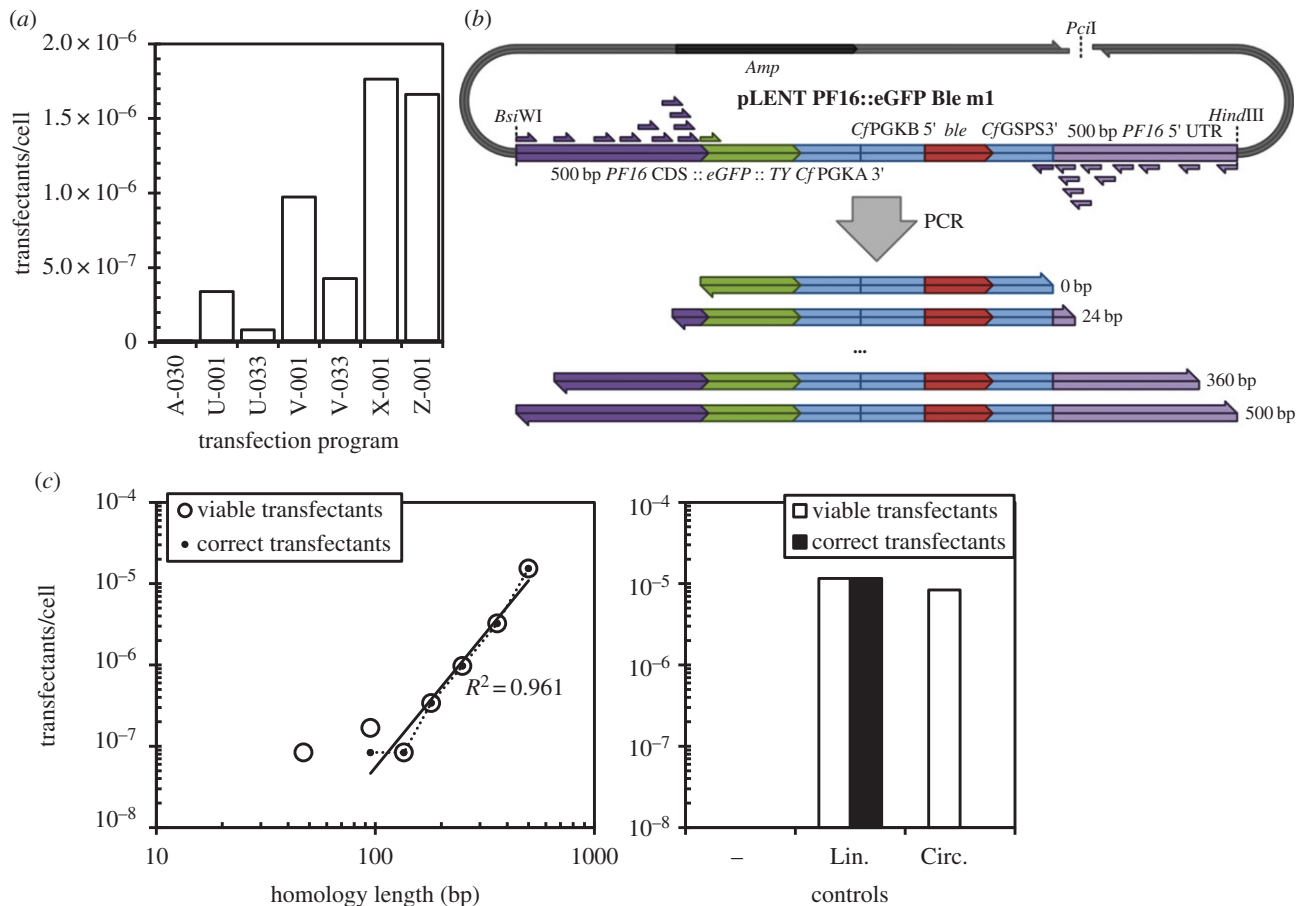 (a)
2.0 × 10⁻⁶
1.5 × 10⁻⁶
1.0 × 10⁻⁶
5.0 × 10⁻⁷
0
transfectants/cell
A-030
U-001
U-033
V-001
V-033
X-001
Z-001
transfection program
(b)
PciI
Amp
pLENT PF16::eGFP Ble m1
BsiWI
HindIII
CfPGKB 5' ble CfGSPS3' 500 bp PF16 5' UTR
500 bp PF16 CDS :: eGFP :: TY Cf PGKA 3'
PCR
0 bp
24 bp
...
360 bp
500 bp
(c)
viable transfectants
correct transfectants
10⁻⁴
10⁻⁵
10⁻⁶
10⁻⁷
10⁻⁸
transfectants/cell
R² = 0.961
10
100
1000
homology length (bp)
viable transfectants
correct transfectants
10⁻⁴
10⁻⁵
10⁻⁶
10⁻⁷
10⁻⁸
–
Lin.
Circ.
controls